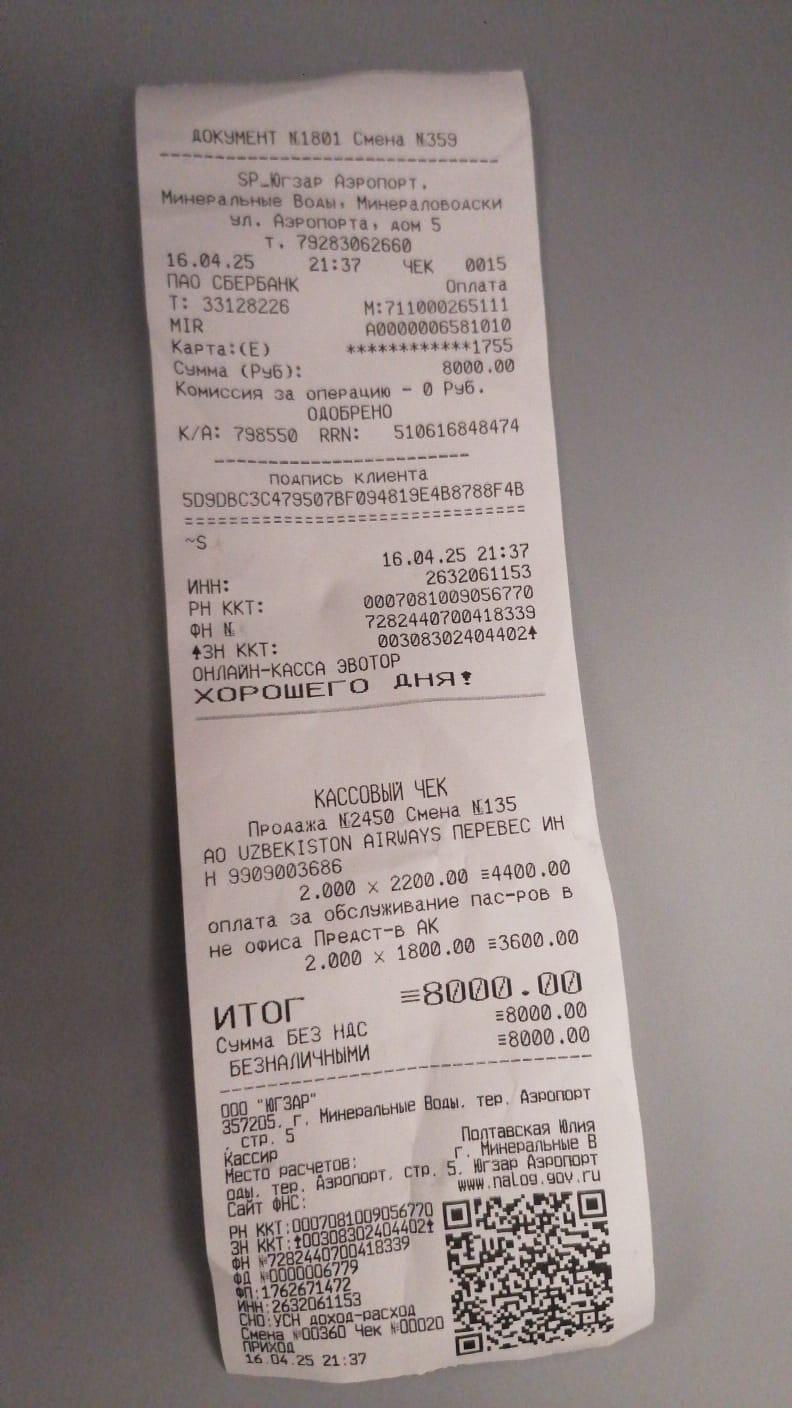 ДОКУМЕНТ №1801 Смена №359
SP_Югзар Аэропорт.
Минеральные Воды, Минераловодски
ул. Аэропорта, дом 5
т. 79283062660
16.04.25 21:37 ЧЕК 0015
ПАО СБЕРБАНК Оплата
Т: 33128226 М:711000265111
MIR A0000006581010
Карта:(E) ************1755
Сумма (Руб): 8000.00
Комиссия за операцию - 0 Руб.
ОДОБРЕНО
К/А: 798550 RRN: 510616848474
подпись клиента
5D9DBC3C479507BF094819E4B8788F4B
==============================
~S
16.04.25 21:37
ИНН: 2632061153
РН ККТ: 0007081009056770
ФН № 7282440700418339
↑ЗН ККТ: 00308302404402↑
ОНЛАЙН-КАССА ЭВОТОР
ХОРОШЕГО ДНЯ!
КАССОВЫЙ ЧЕК
Продажа №2450 Смена №135
АО UZBEKISTON AIRWAYS ПЕРЕВЕС ИН
Н 9909003686
2.000 × 2200.00 ≡4400.00
оплата за обслуживание пас-ров в
не офиса Предст-в АК
2.000 × 1800.00 ≡3600.00
ИТОГ ≡8000.00
Сумма БЕЗ НДС ≡8000.00
БЕЗНАЛИЧНЫМИ ≡8000.00
ООО "ЮГЗАР"
357205, Г. Минеральные Воды, тер. Аэропорт
, стр. 5
Кассир Полтавская Юлия
Место расчетов: г. Минеральные В
оды, тер. Аэропорт, стр. 5, Югзар Аэропорт
Сайт ФНС: www.nalog.gov.ru
РН ККТ:0007081009056770
ЗН ККТ:↑00308302404402↑
ФН №7282440700418339
ФД №0000006779
ФП:1762671472
ИНН:2632061153
СНО:УСН доход-расход
Смена №00360 Чек №00020
ПРИХОД
16.04.25 21:37